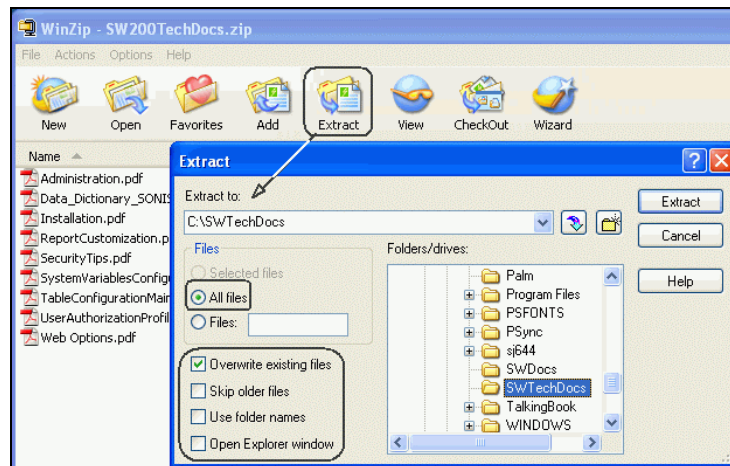 WinZip - SW200TechDocs.zip
File Actions Options Help
New Open Favorites Add Extract View CheckOut Wizard
Name
Administration.pdf
Data_Dictionary_SONIS
Installation.pdf
ReportCustomization.p
SecurityTips.pdf
SystemVariablesConfig
TableConfigurationMain
UserAuthorizationProfil
Web Options.pdf
Extract
Extract to:
C:\SWTechDocs
Files
Selected files
All files
Files:
Overwrite existing files
Skip older files
Use folder names
Open Explorer window
Folders/drives:
Palm
Program Files
PSFONTS
PSync
sj644
SWDocs
SWTechDocs
TalkingBook
WINDOWS
Extract
Cancel
Help